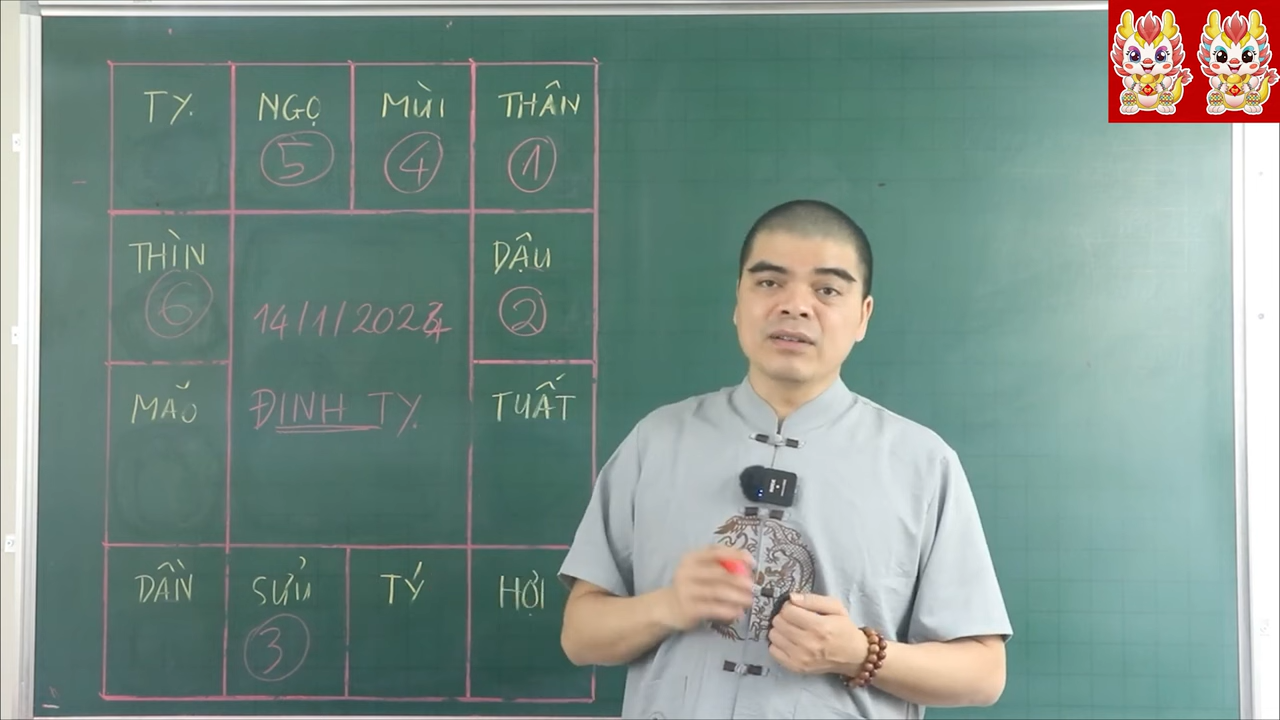 TỴ
NGỌ
MÙI
THÂN
5
4
1
THÌN
DẬU
6
14/1/2024
2
MÃO
ĐINH TỴ
TUẤT
DẦN
SỬU
TÝ
HỢI
3